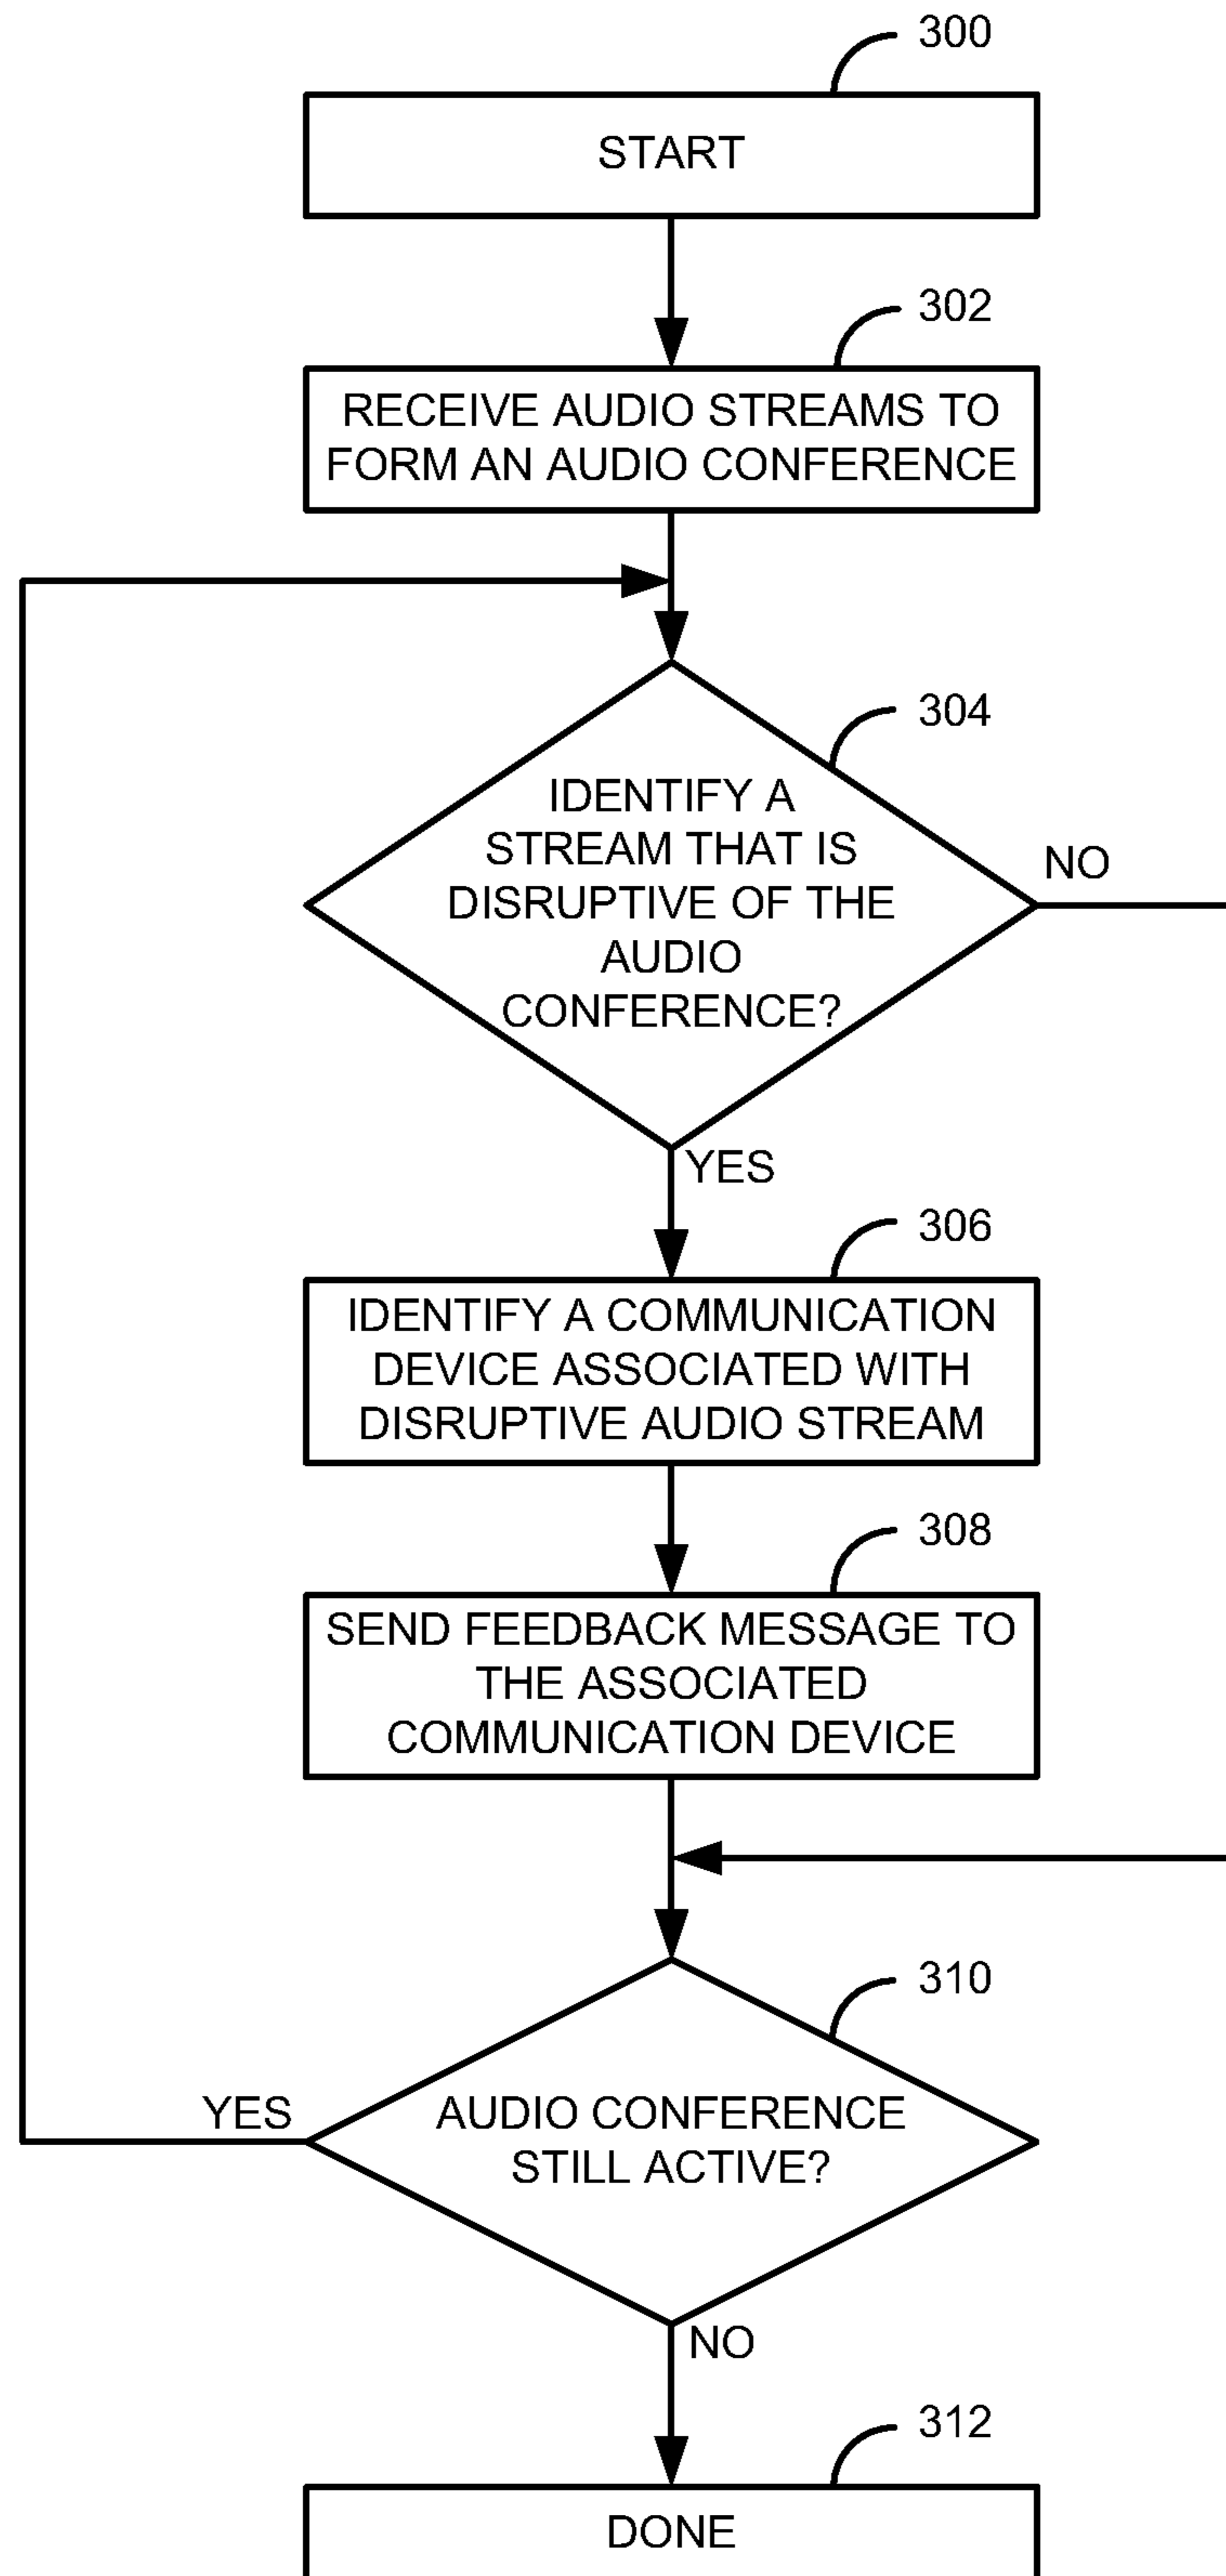 300
START
302
RECEIVE AUDIO STREAMS TO
FORM AN AUDIO CONFERENCE
304
IDENTIFY A
STREAM THAT IS
DISRUPTIVE OF THE
AUDIO
CONFERENCE?
NO
YES
306
IDENTIFY A COMMUNICATION
DEVICE ASSOCIATED WITH
DISRUPTIVE AUDIO STREAM
308
SEND FEEDBACK MESSAGE TO
THE ASSOCIATED
COMMUNICATION DEVICE
310
YES
AUDIO CONFERENCE
STILL ACTIVE?
NO
312
DONE